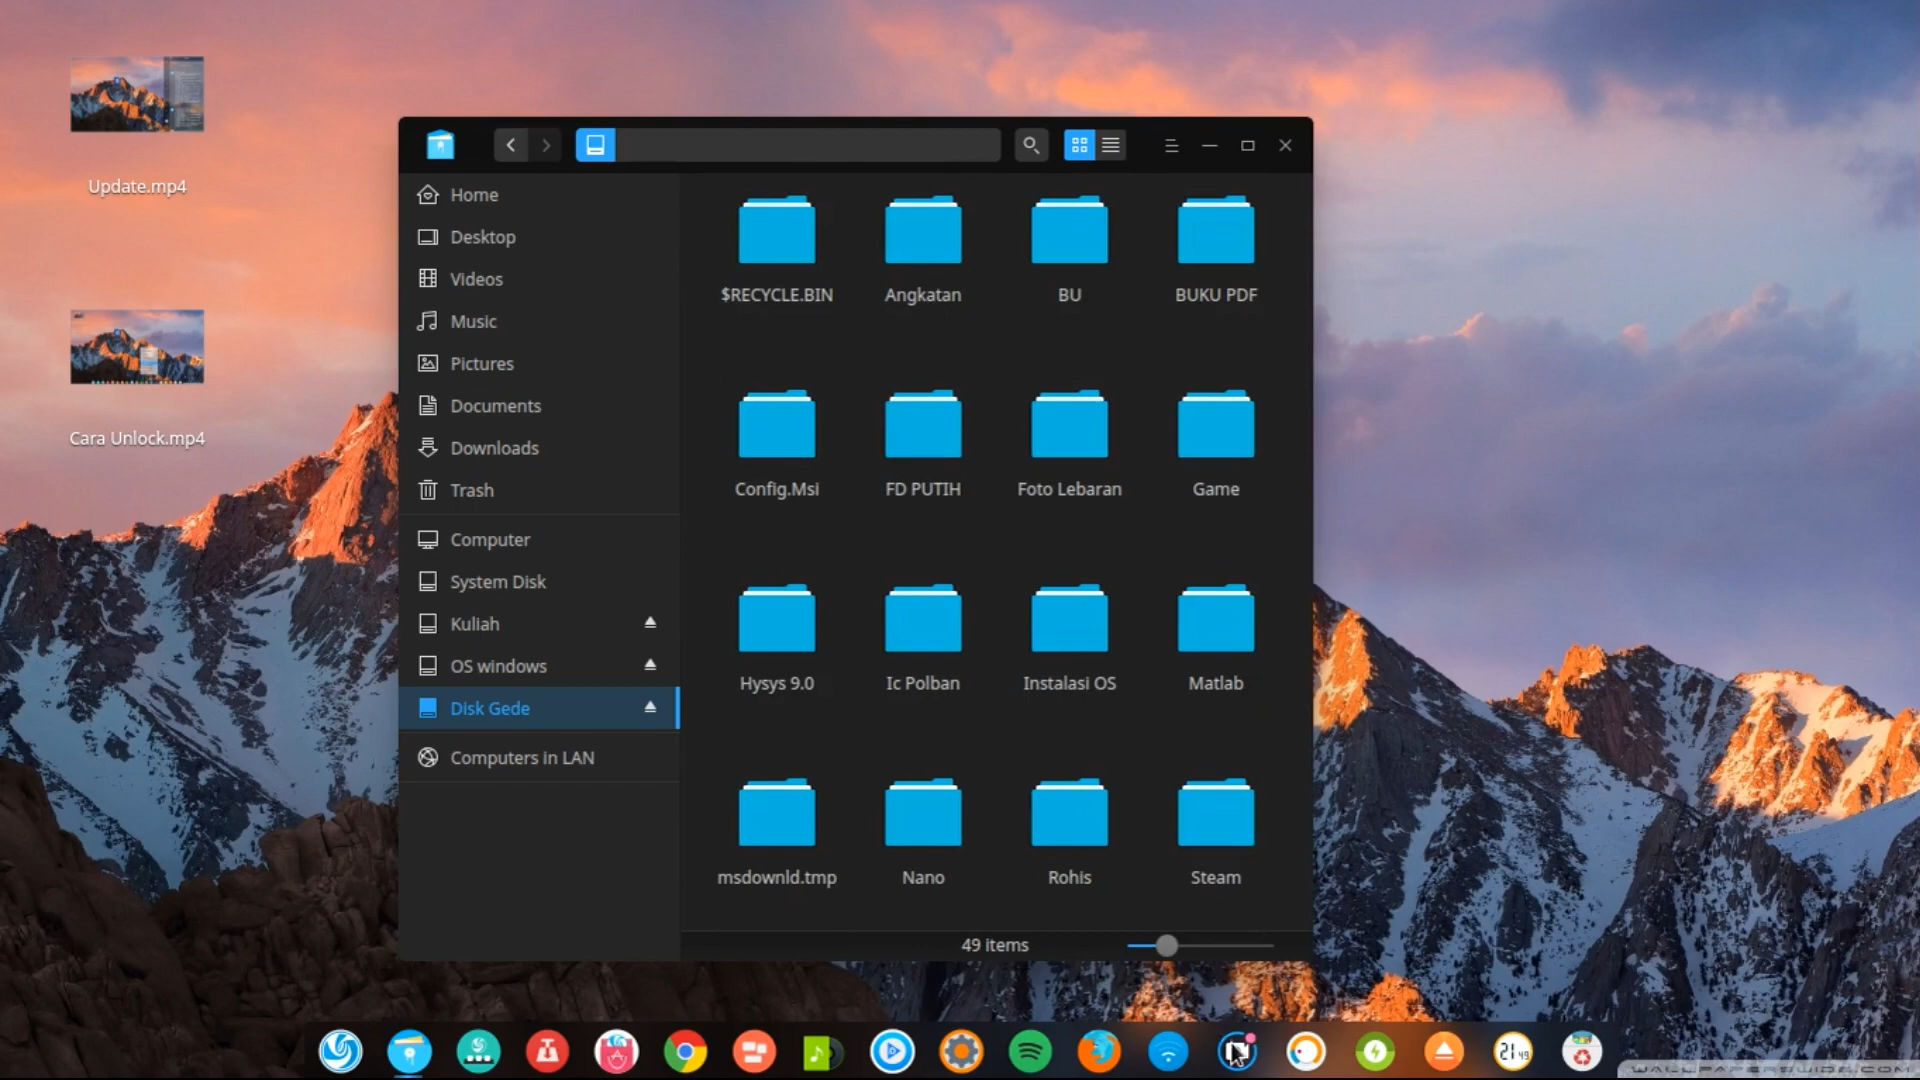 Update.mp4
Cara Unlock.mp4
Home
Desktop
Videos
Music
Pictures
Documents
Downloads
Trash
Computer
System Disk
Kuliah
OS windows
Disk Gede
Computers in LAN
$RECYCLE.BIN
Angkatan
BU
BUKU PDF
Config.Msi
FD PUTIH
Foto Lebaran
Game
Hysys 9.0
Ic Polban
Instalasi OS
Matlab
msdownld.tmp
Nano
Rohis
Steam
49 items
21 49